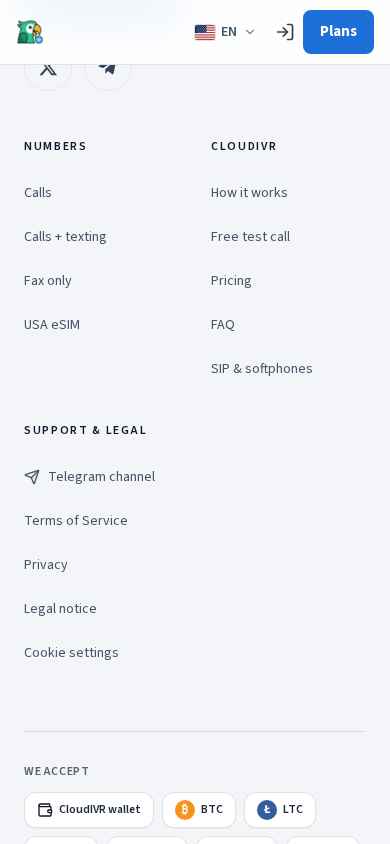 EN
Plans
NUMBERS
Calls
Calls + texting
Fax only
USA eSIM
CLOUDIVR
How it works
Free test call
Pricing
FAQ
SIP & softphones
SUPPORT & LEGAL
Telegram channel
Terms of Service
Privacy
Legal notice
Cookie settings
WE ACCEPT
CloudIVR wallet
BTC
LTC